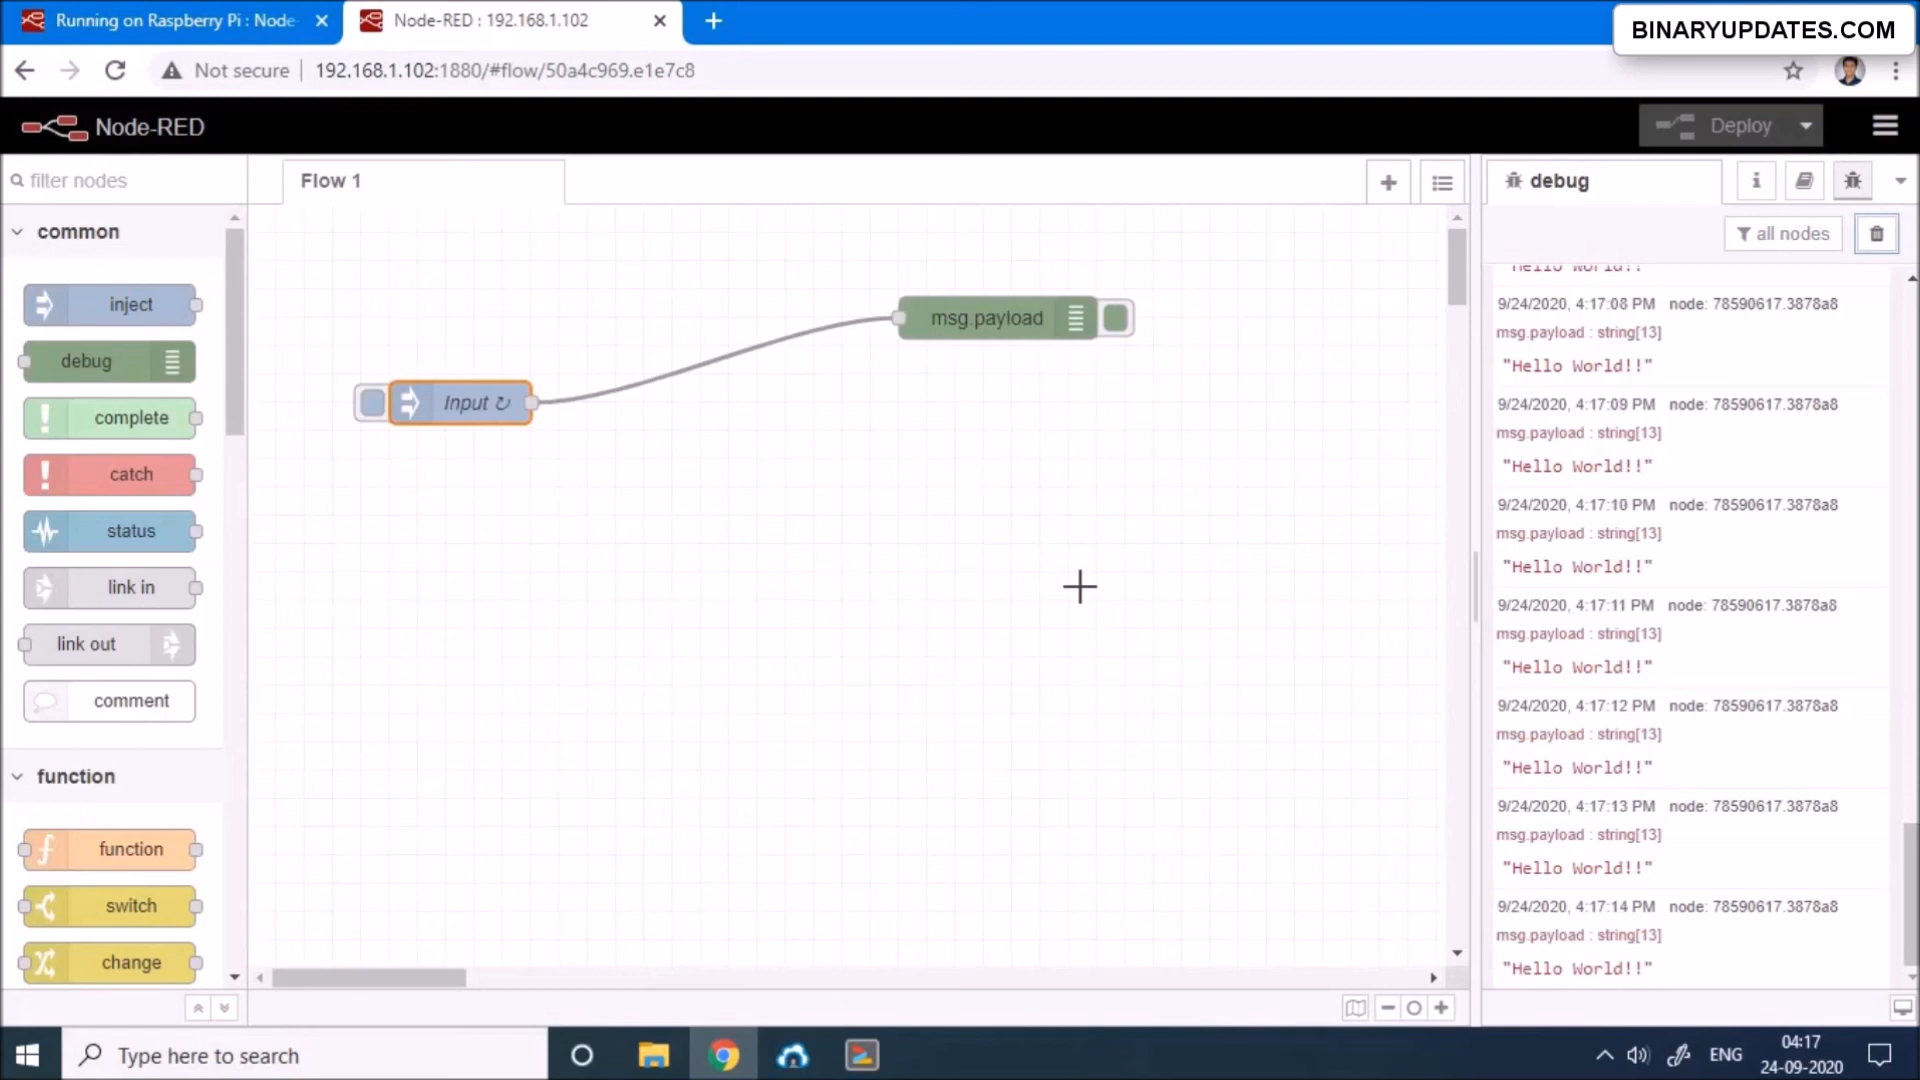 Running on Raspberry Pi : Node-
Node-RED : 192.168.1.102
BINARYUPDATES.COM
Not secure
192.168.1.102:1880/#flow/50a4c969.e1e7c8
Node-RED
Deploy
filter nodes
Flow 1
debug
all nodes
common
inject
debug
complete
catch
status
link in
link out
comment
function
function
switch
change
msg.payload
Input ↻
"Hello World!!"
9/24/2020, 4:17:08 PM node: 78590617.3878a8
msg.payload : string[13]
"Hello World!!"
9/24/2020, 4:17:09 PM node: 78590617.3878a8
msg.payload : string[13]
"Hello World!!"
9/24/2020, 4:17:10 PM node: 78590617.3878a8
msg.payload : string[13]
"Hello World!!"
9/24/2020, 4:17:11 PM node: 78590617.3878a8
msg.payload : string[13]
"Hello World!!"
9/24/2020, 4:17:12 PM node: 78590617.3878a8
msg.payload : string[13]
"Hello World!!"
9/24/2020, 4:17:13 PM node: 78590617.3878a8
msg.payload : string[13]
"Hello World!!"
9/24/2020, 4:17:14 PM node: 78590617.3878a8
msg.payload : string[13]
"Hello World!!"
Type here to search
ENG
04:17
24-09-2020